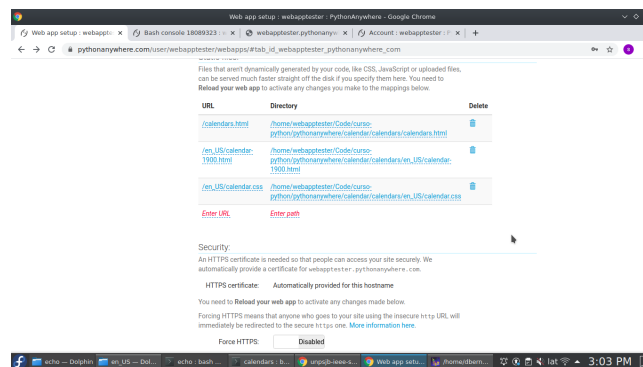 Web app setup : webapptester : PythonAnywhere - Google Chrome
Web app setup : webappte
Bash console 18089323 :
webapptester.pythonanyw
Account : webapptester : P
pythonanywhere.com/user/webapptester/webapps/#tab_id_webapptester_pythonanywhere_com
Files that aren't dynamically generated by your code, like CSS, JavaScript or uploaded files,
can be served much faster straight off the disk if you specify them here. You need to
Reload your web app to activate any changes you make to the mappings below.
URL Directory Delete
/calendars.html /home/webapptester/Code/curso-
python/pythonanywhere/calendar/calendars/calendars.html
/en_US/calendar- /home/webapptester/Code/curso-
1900.html python/pythonanywhere/calendar/calendars/en_US/calendar-
1900.html
/en_US/calendar.css /home/webapptester/Code/curso-
python/pythonanywhere/calendar/calendars/en_US/calendar.css
Enter URL Enter path
Security:
An HTTPS certificate is needed so that people can access your site securely. We
automatically provide a certificate for webapptester.pythonanywhere.com.
HTTPS certificate: Automatically provided for this hostname
You need to Reload your web app to activate any changes made below.
Forcing HTTPS means that anyone who goes to your site using the insecure http URL will
immediately be redirected to the secure https one. More information here.
Force HTTPS: Disabled
echo — Dolphin en_US — Dol... echo : bash ... calendars : b... unpsjb-ieee-s... Web app setu... /home/dbem... lat 3:03 PM